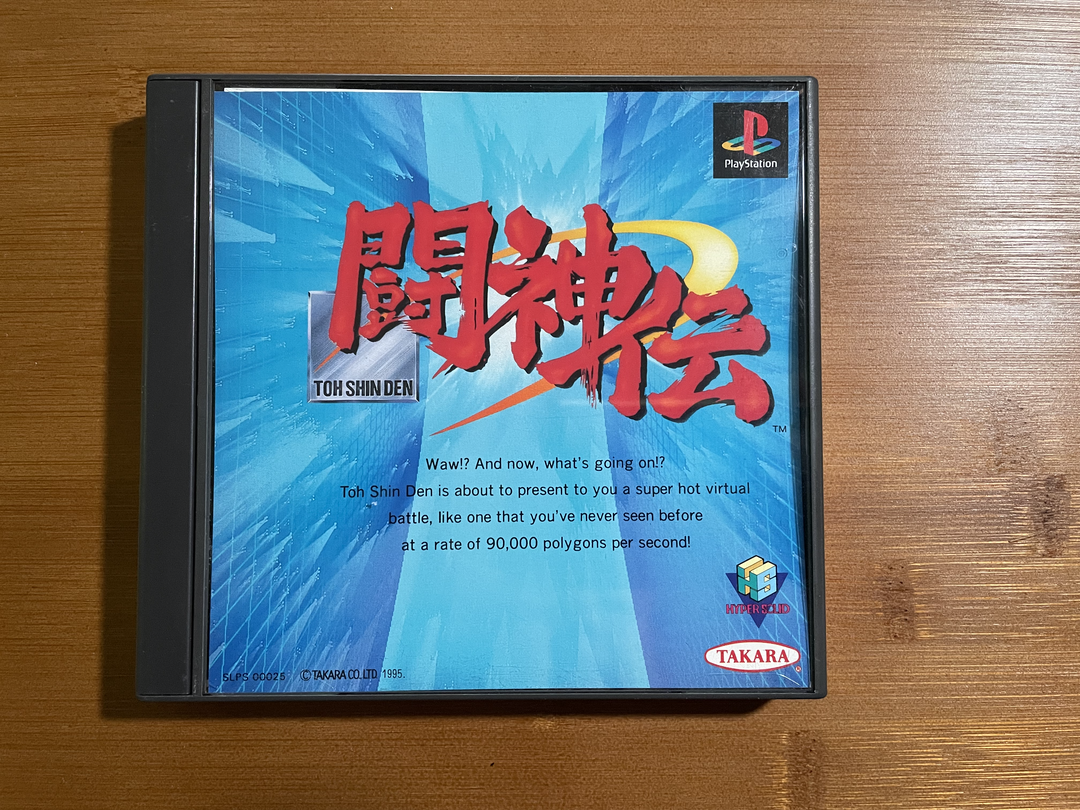 PlayStation
闘神伝
TOH SHIN DEN
TM
Waw!? And now, what's going on!?
Toh Shin Den is about to present to you a super hot virtual
battle, like one that you've never seen before
at a rate of 90,000 polygons per second!
HS
HYPER SOLID
TAKARA
®
SLPS 00025 ©TAKARA CO.LTD. 1995.